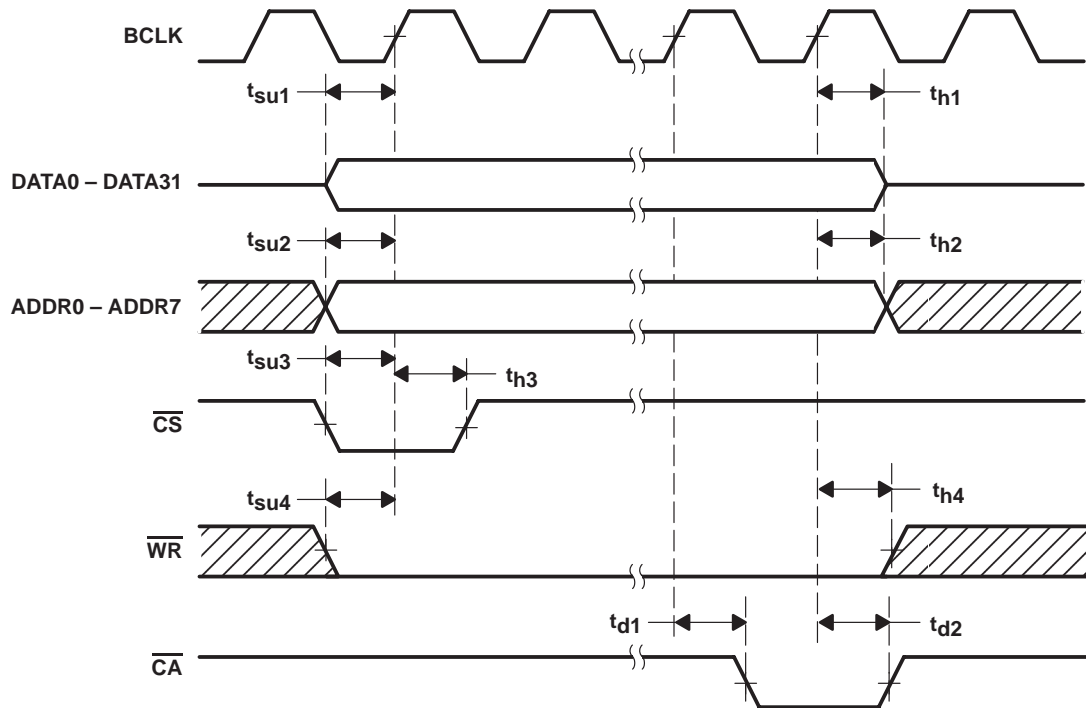 BCLK
tsu1
th1
DATA0 – DATA31
tsu2
th2
ADDR0 – ADDR7
tsu3
th3
CS
tsu4
th4
WR
td1
td2
CA